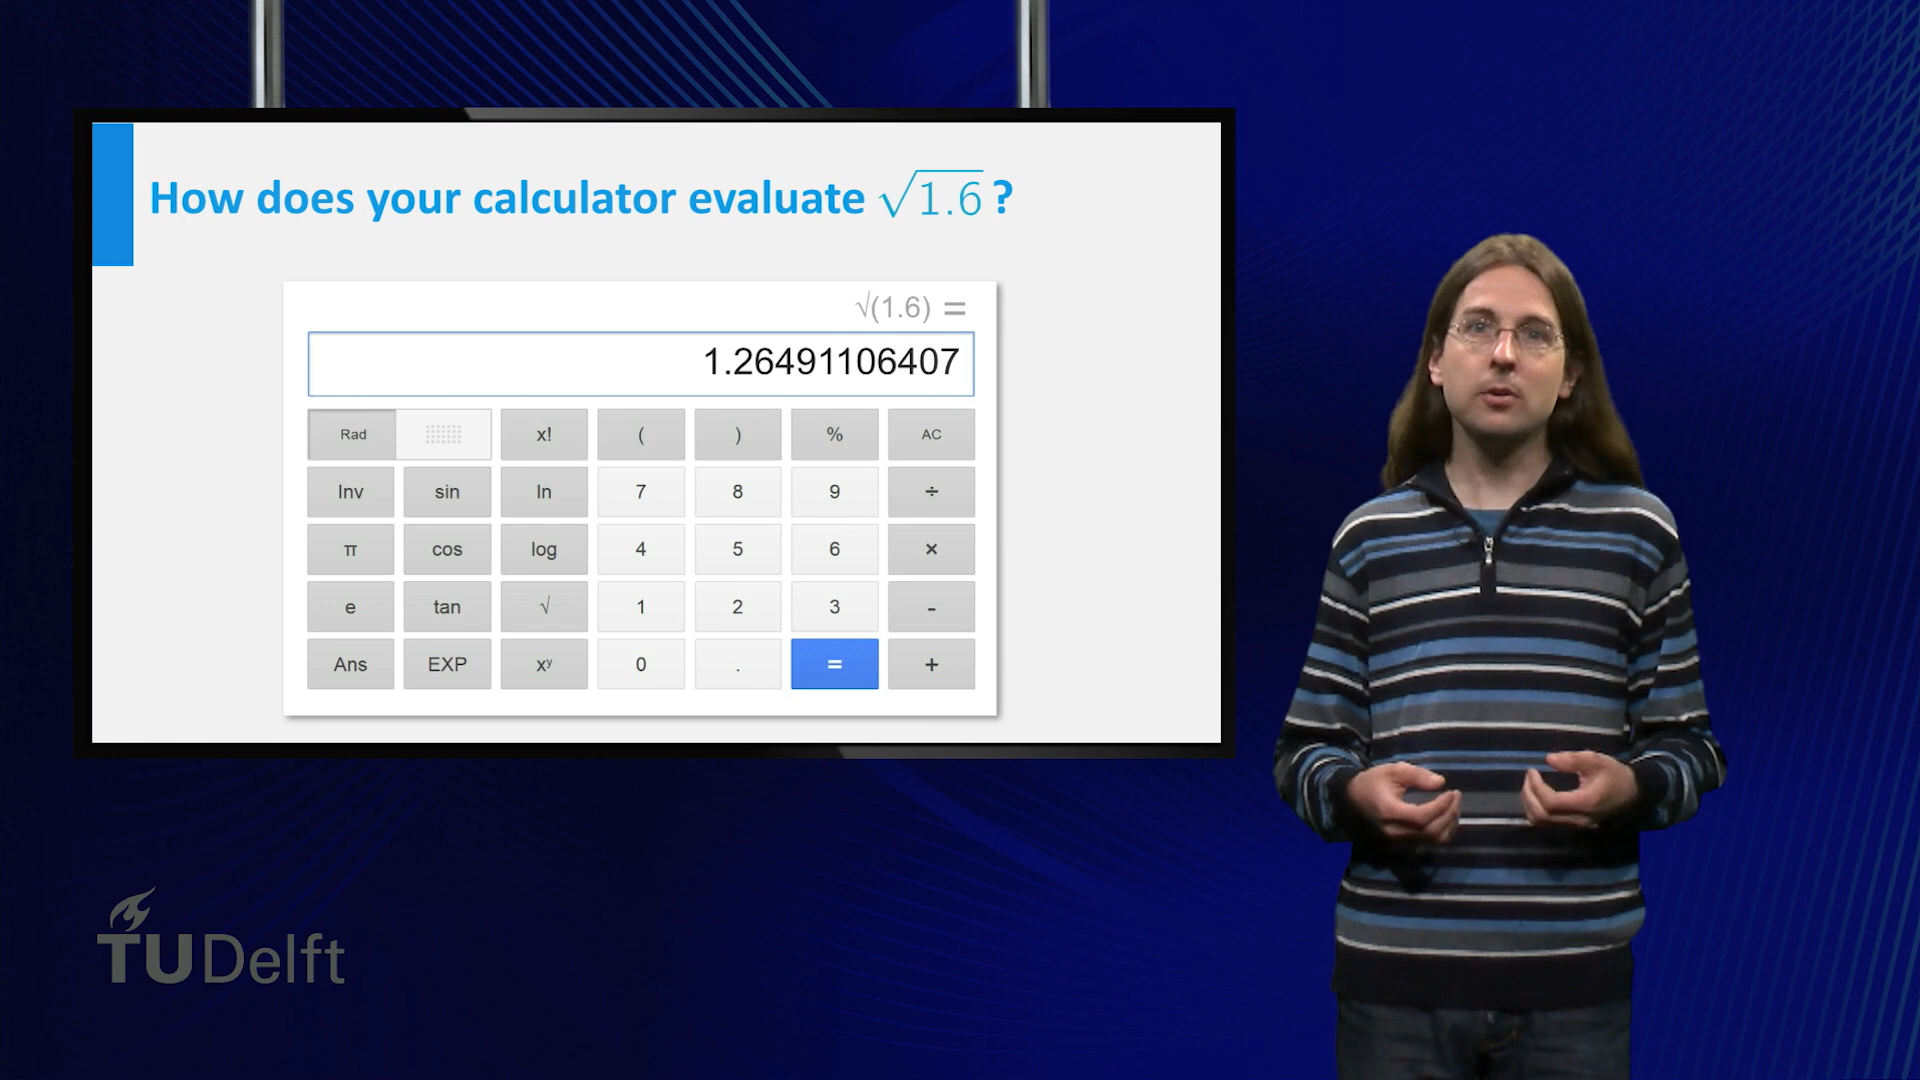 How does your calculator evaluate √1.6 ?
√(1.6) =
1.26491106407
Rad x! ( ) % AC
Inv sin ln 7 8 9 ÷
π cos log 4 5 6 ×
e tan √ 1 2 3 -
Ans EXP xʸ 0 . = +
TUDelft